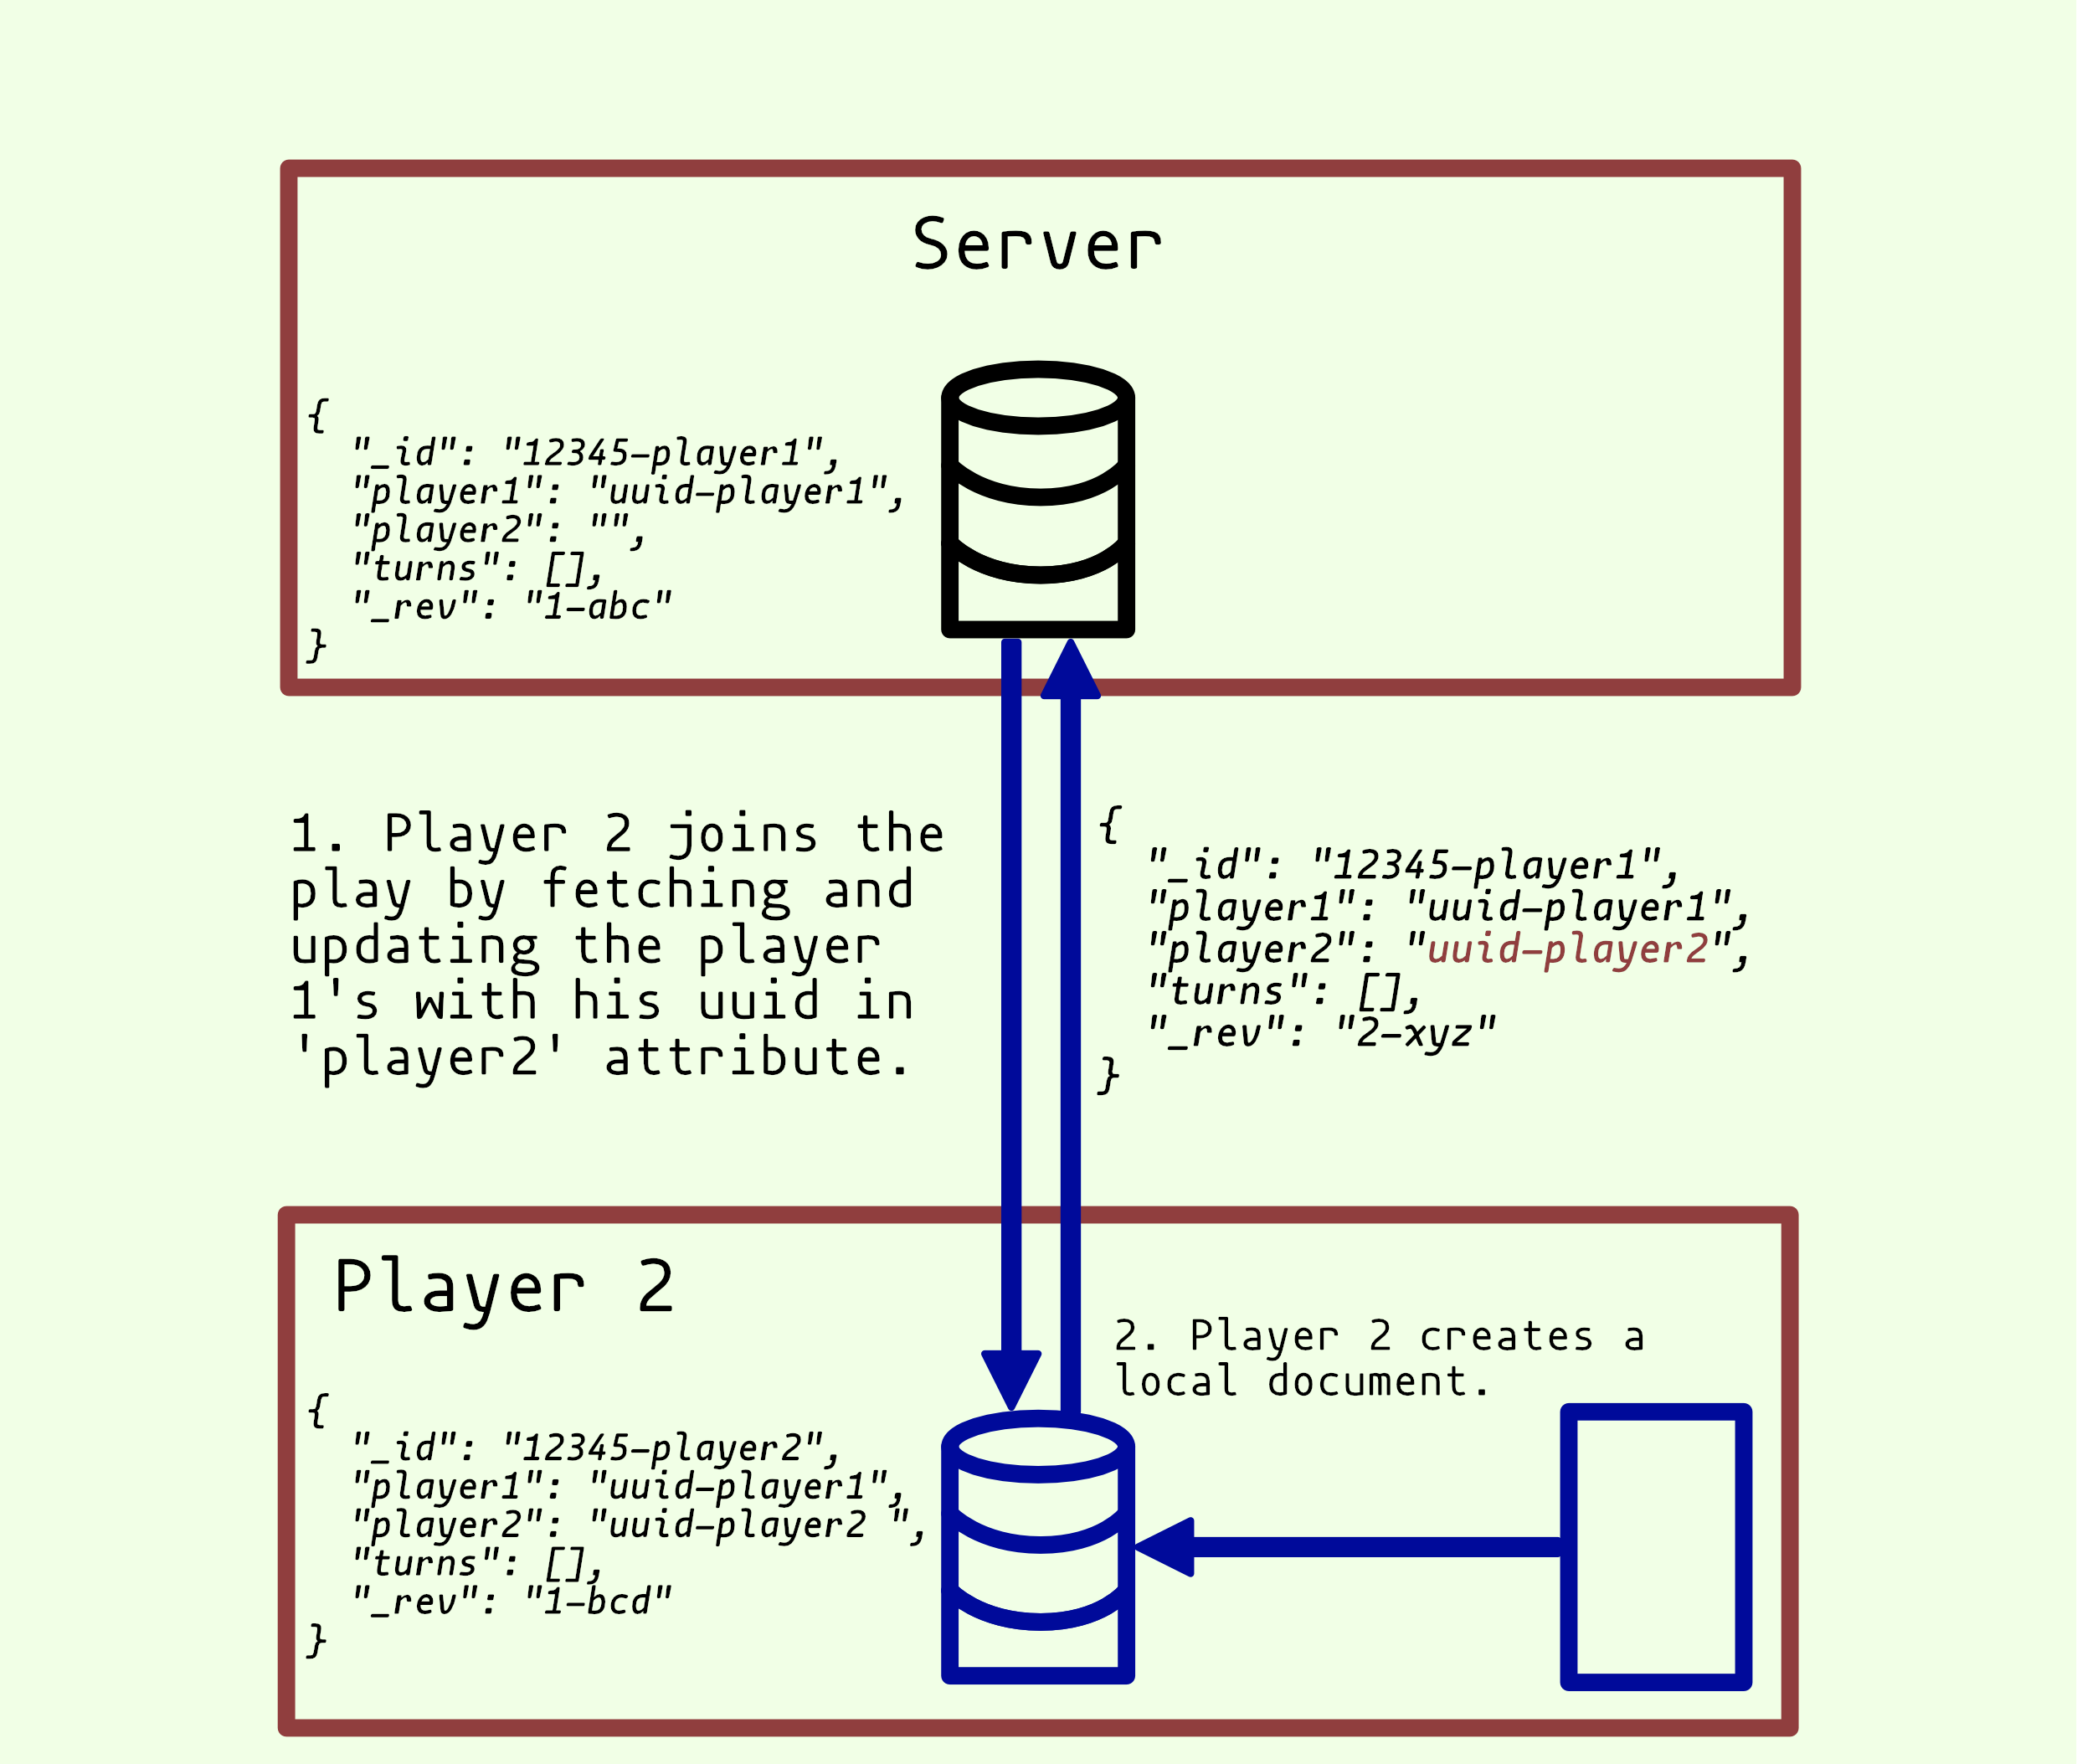 Server
{
"_id": "12345-player1",
"player1": "uuid-player1",
"player2": "",
"turns": [],
"_rev": "1-abc"
}
1. Player 2 joins the
play by fetching and
updating the player
1's with his uuid in
'player2' attribute.
{
"_id": "12345-player1",
"player1": "uuid-player1",
"player2": "uuid-player2",
"turns": [],
"_rev": "2-xyz"
}
Player 2
2. Player 2 creates a
local document.
{
"_id": "12345-player2",
"player1": "uuid-player1",
"player2": "uuid-player2 ",
"turns": [],
"_rev": "1-bcd"
}